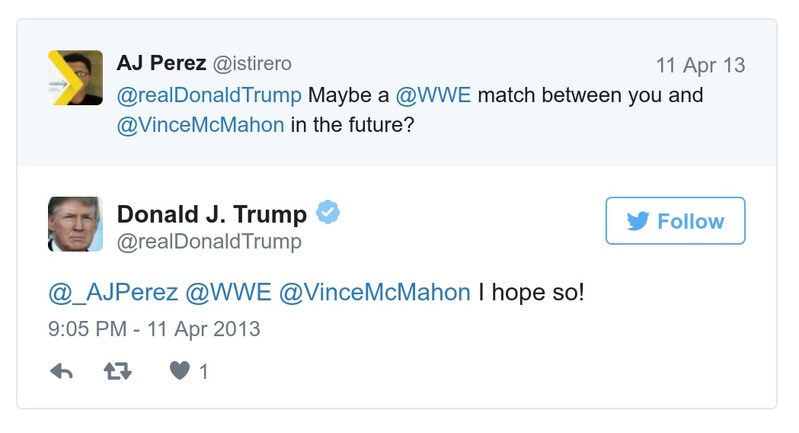 AJ Perez @istirero 11 Apr 13
@realDonaldTrump Maybe a @WWE match between you and
@VinceMcMahon in the future?
Donald J. Trump
@realDonaldTrump
Follow
@_AJPerez @WWE @VinceMcMahon I hope so!
9:05 PM - 11 Apr 2013
1